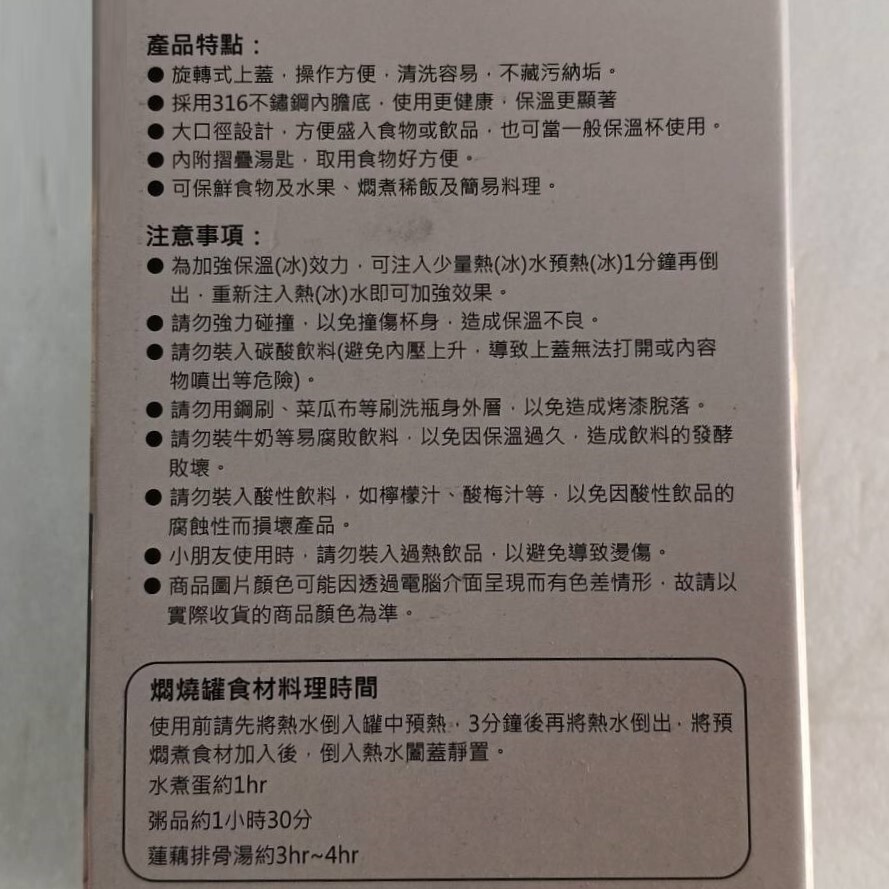 產品特點：
● 旋轉式上蓋，操作方便，清洗容易，不藏污納垢。
● 採用316不鏽鋼內膽底，使用更健康，保溫更顯著
● 大口徑設計，方便盛入食物或飲品，也可當一般保溫杯使用。
● 內附摺疊湯匙，取用食物好方便。
● 可保鮮食物及水果、燜煮稀飯及簡易料理。
注意事項：
● 為加強保溫(冰)效力，可注入少量熱(冰)水預熱(冰)1分鐘再倒
出，重新注入熱(冰)水即可加強效果。
● 請勿強力碰撞，以免撞傷杯身，造成保溫不良。
● 請勿裝入碳酸飲料(避免內壓上升，導致上蓋無法打開或內容
物噴出等危險)。
● 請勿用鋼刷、菜瓜布等刷洗瓶身外層，以免造成烤漆脫落。
● 請勿裝牛奶等易腐敗飲料，以免因保溫過久，造成飲料的發酵
敗壞。
● 請勿裝入酸性飲料，如檸檬汁、酸梅汁等，以免因酸性飲品的
腐蝕性而損壞產品。
● 小朋友使用時，請勿裝入過熱飲品，以避免導致燙傷。
● 商品圖片顏色可能因透過電腦介面呈現而有色差情形，故請以
實際收貨的商品顏色為準。
燜燒罐食材料理時間
使用前請先將熱水倒入罐中預熱，3分鐘後再將熱水倒出，將預
燜煮食材加入後，倒入熱水闔蓋靜置。
水煮蛋約1hr
粥品約1小時30分
蓮藕排骨湯約3hr~4hr